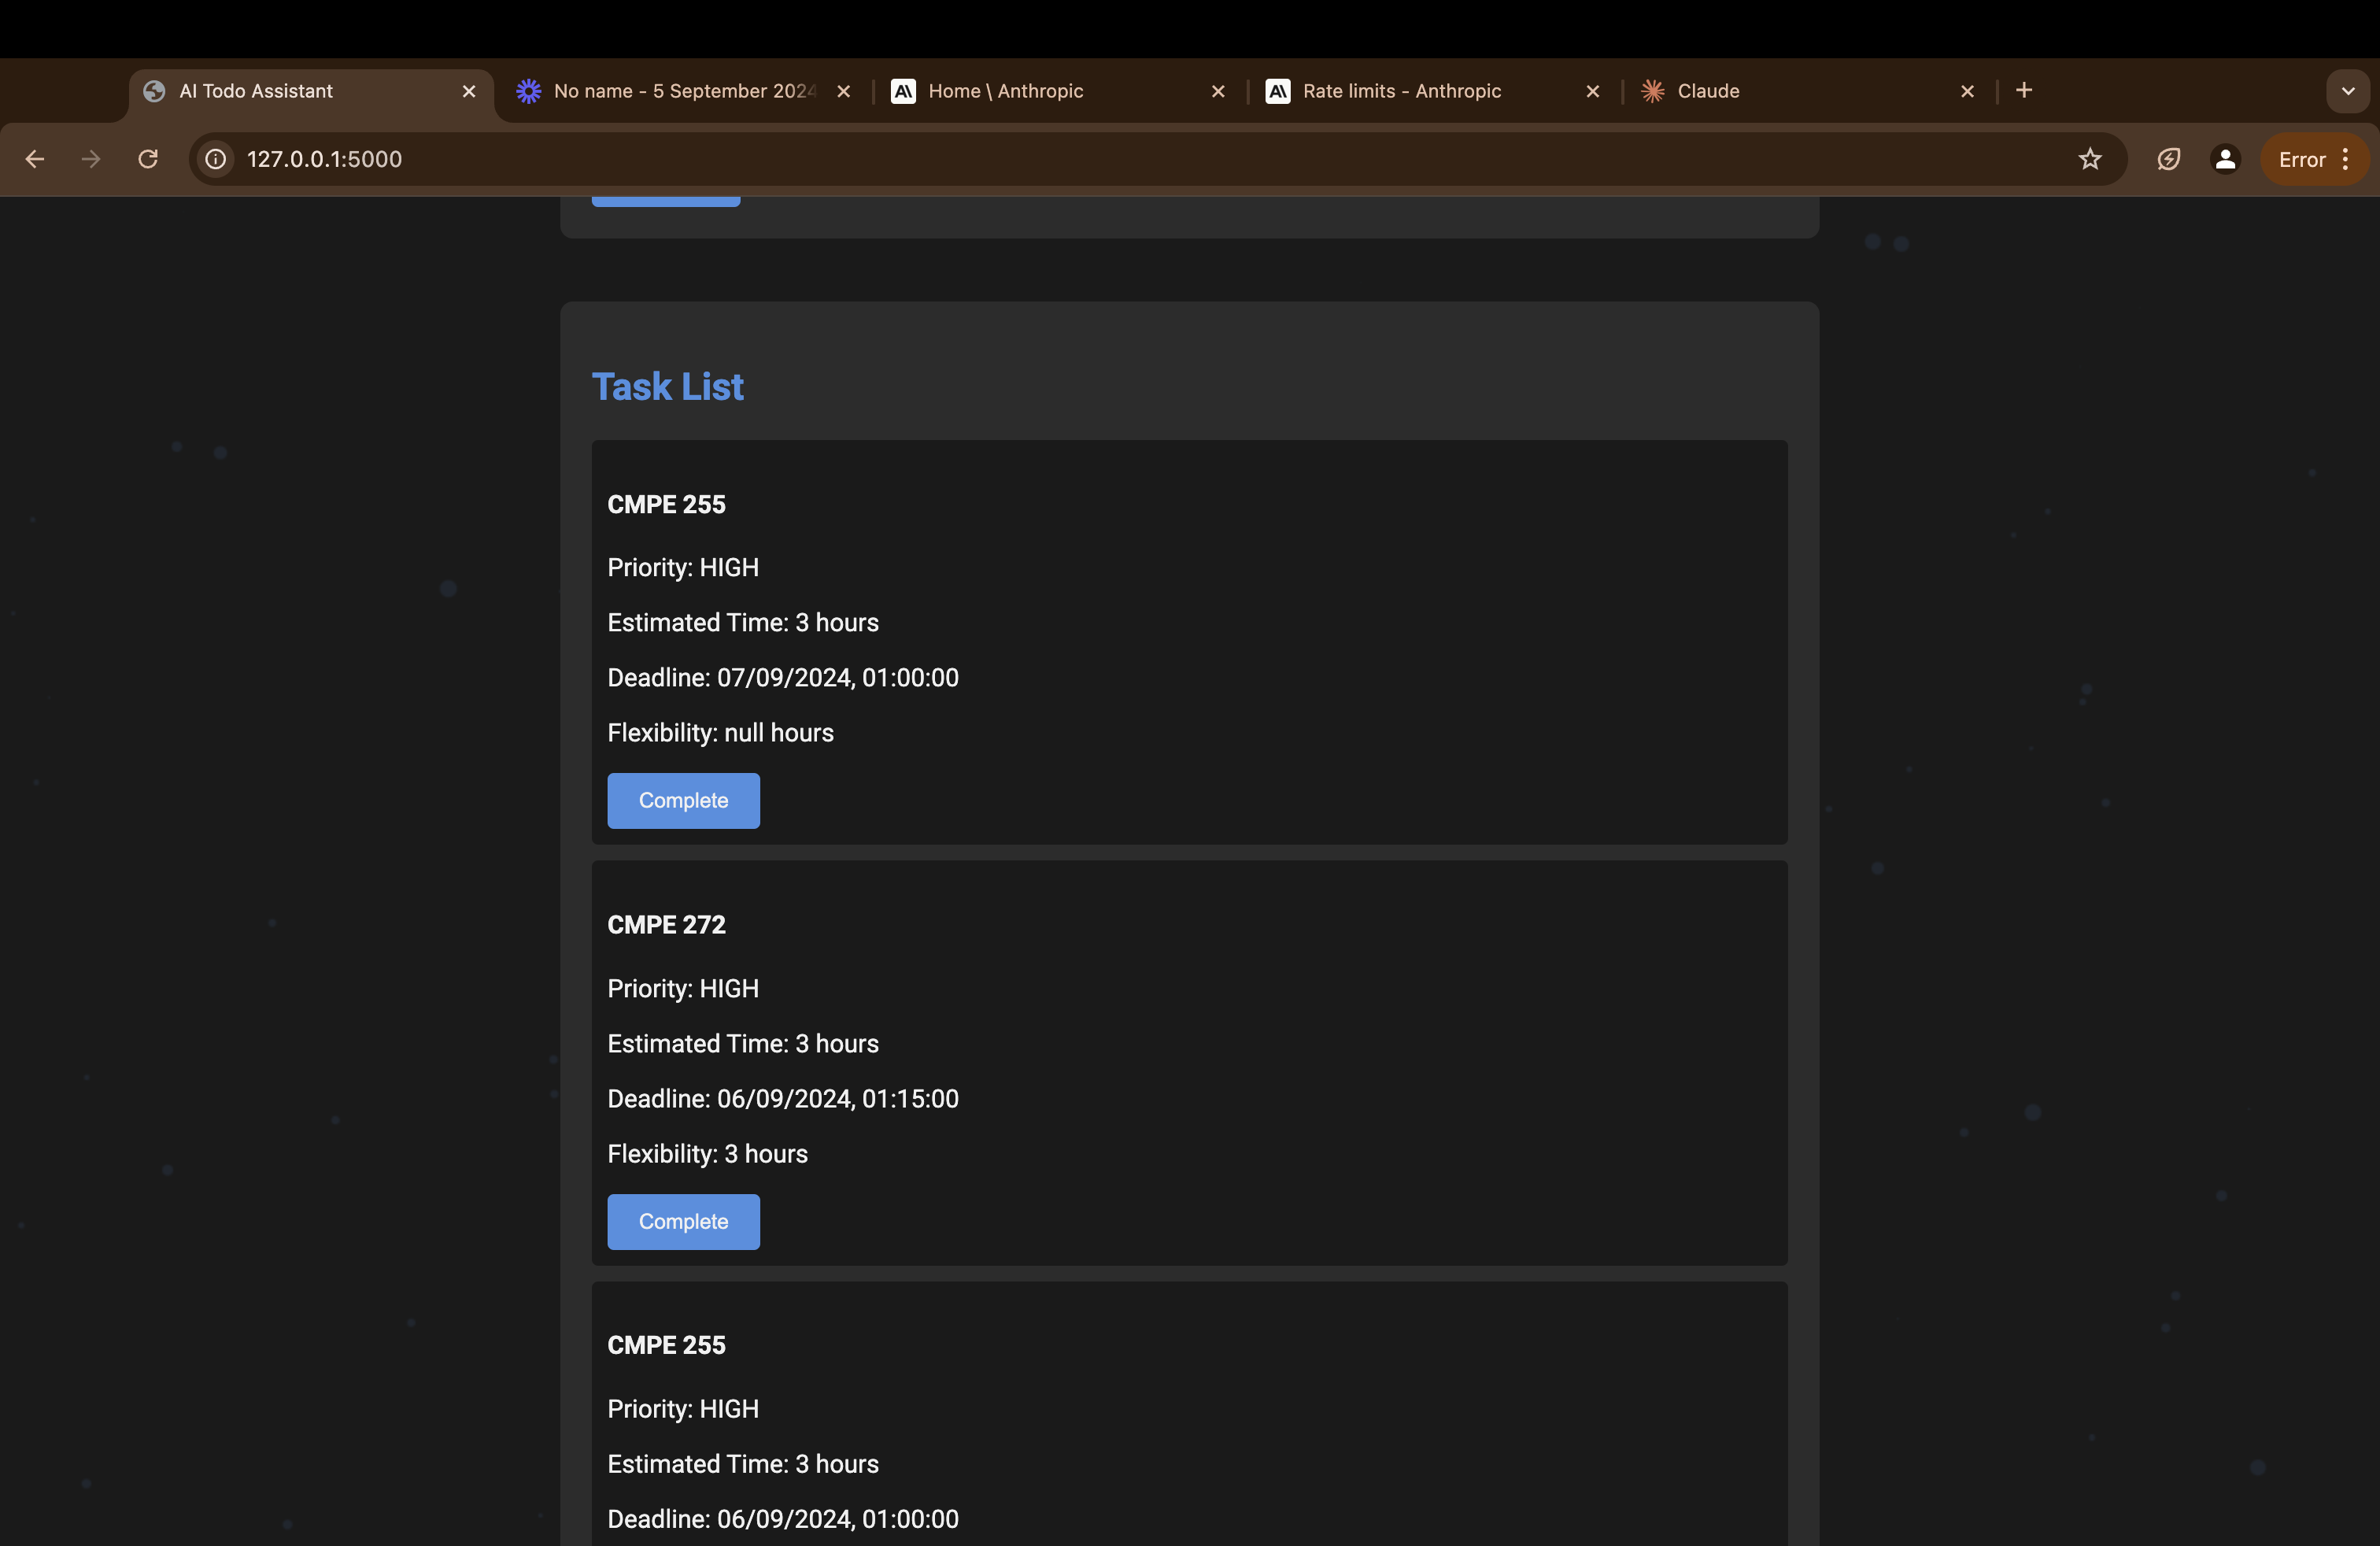 AI Todo Assistant
No name - 5 September 2024
Home \ Anthropic
Rate limits - Anthropic
Claude
127.0.0.1:5000
Error
Task List
CMPE 255
Priority: HIGH
Estimated Time: 3 hours
Deadline: 07/09/2024, 01:00:00
Flexibility: null hours
Complete
CMPE 272
Priority: HIGH
Estimated Time: 3 hours
Deadline: 06/09/2024, 01:15:00
Flexibility: 3 hours
Complete
CMPE 255
Priority: HIGH
Estimated Time: 3 hours
Deadline: 06/09/2024, 01:00:00